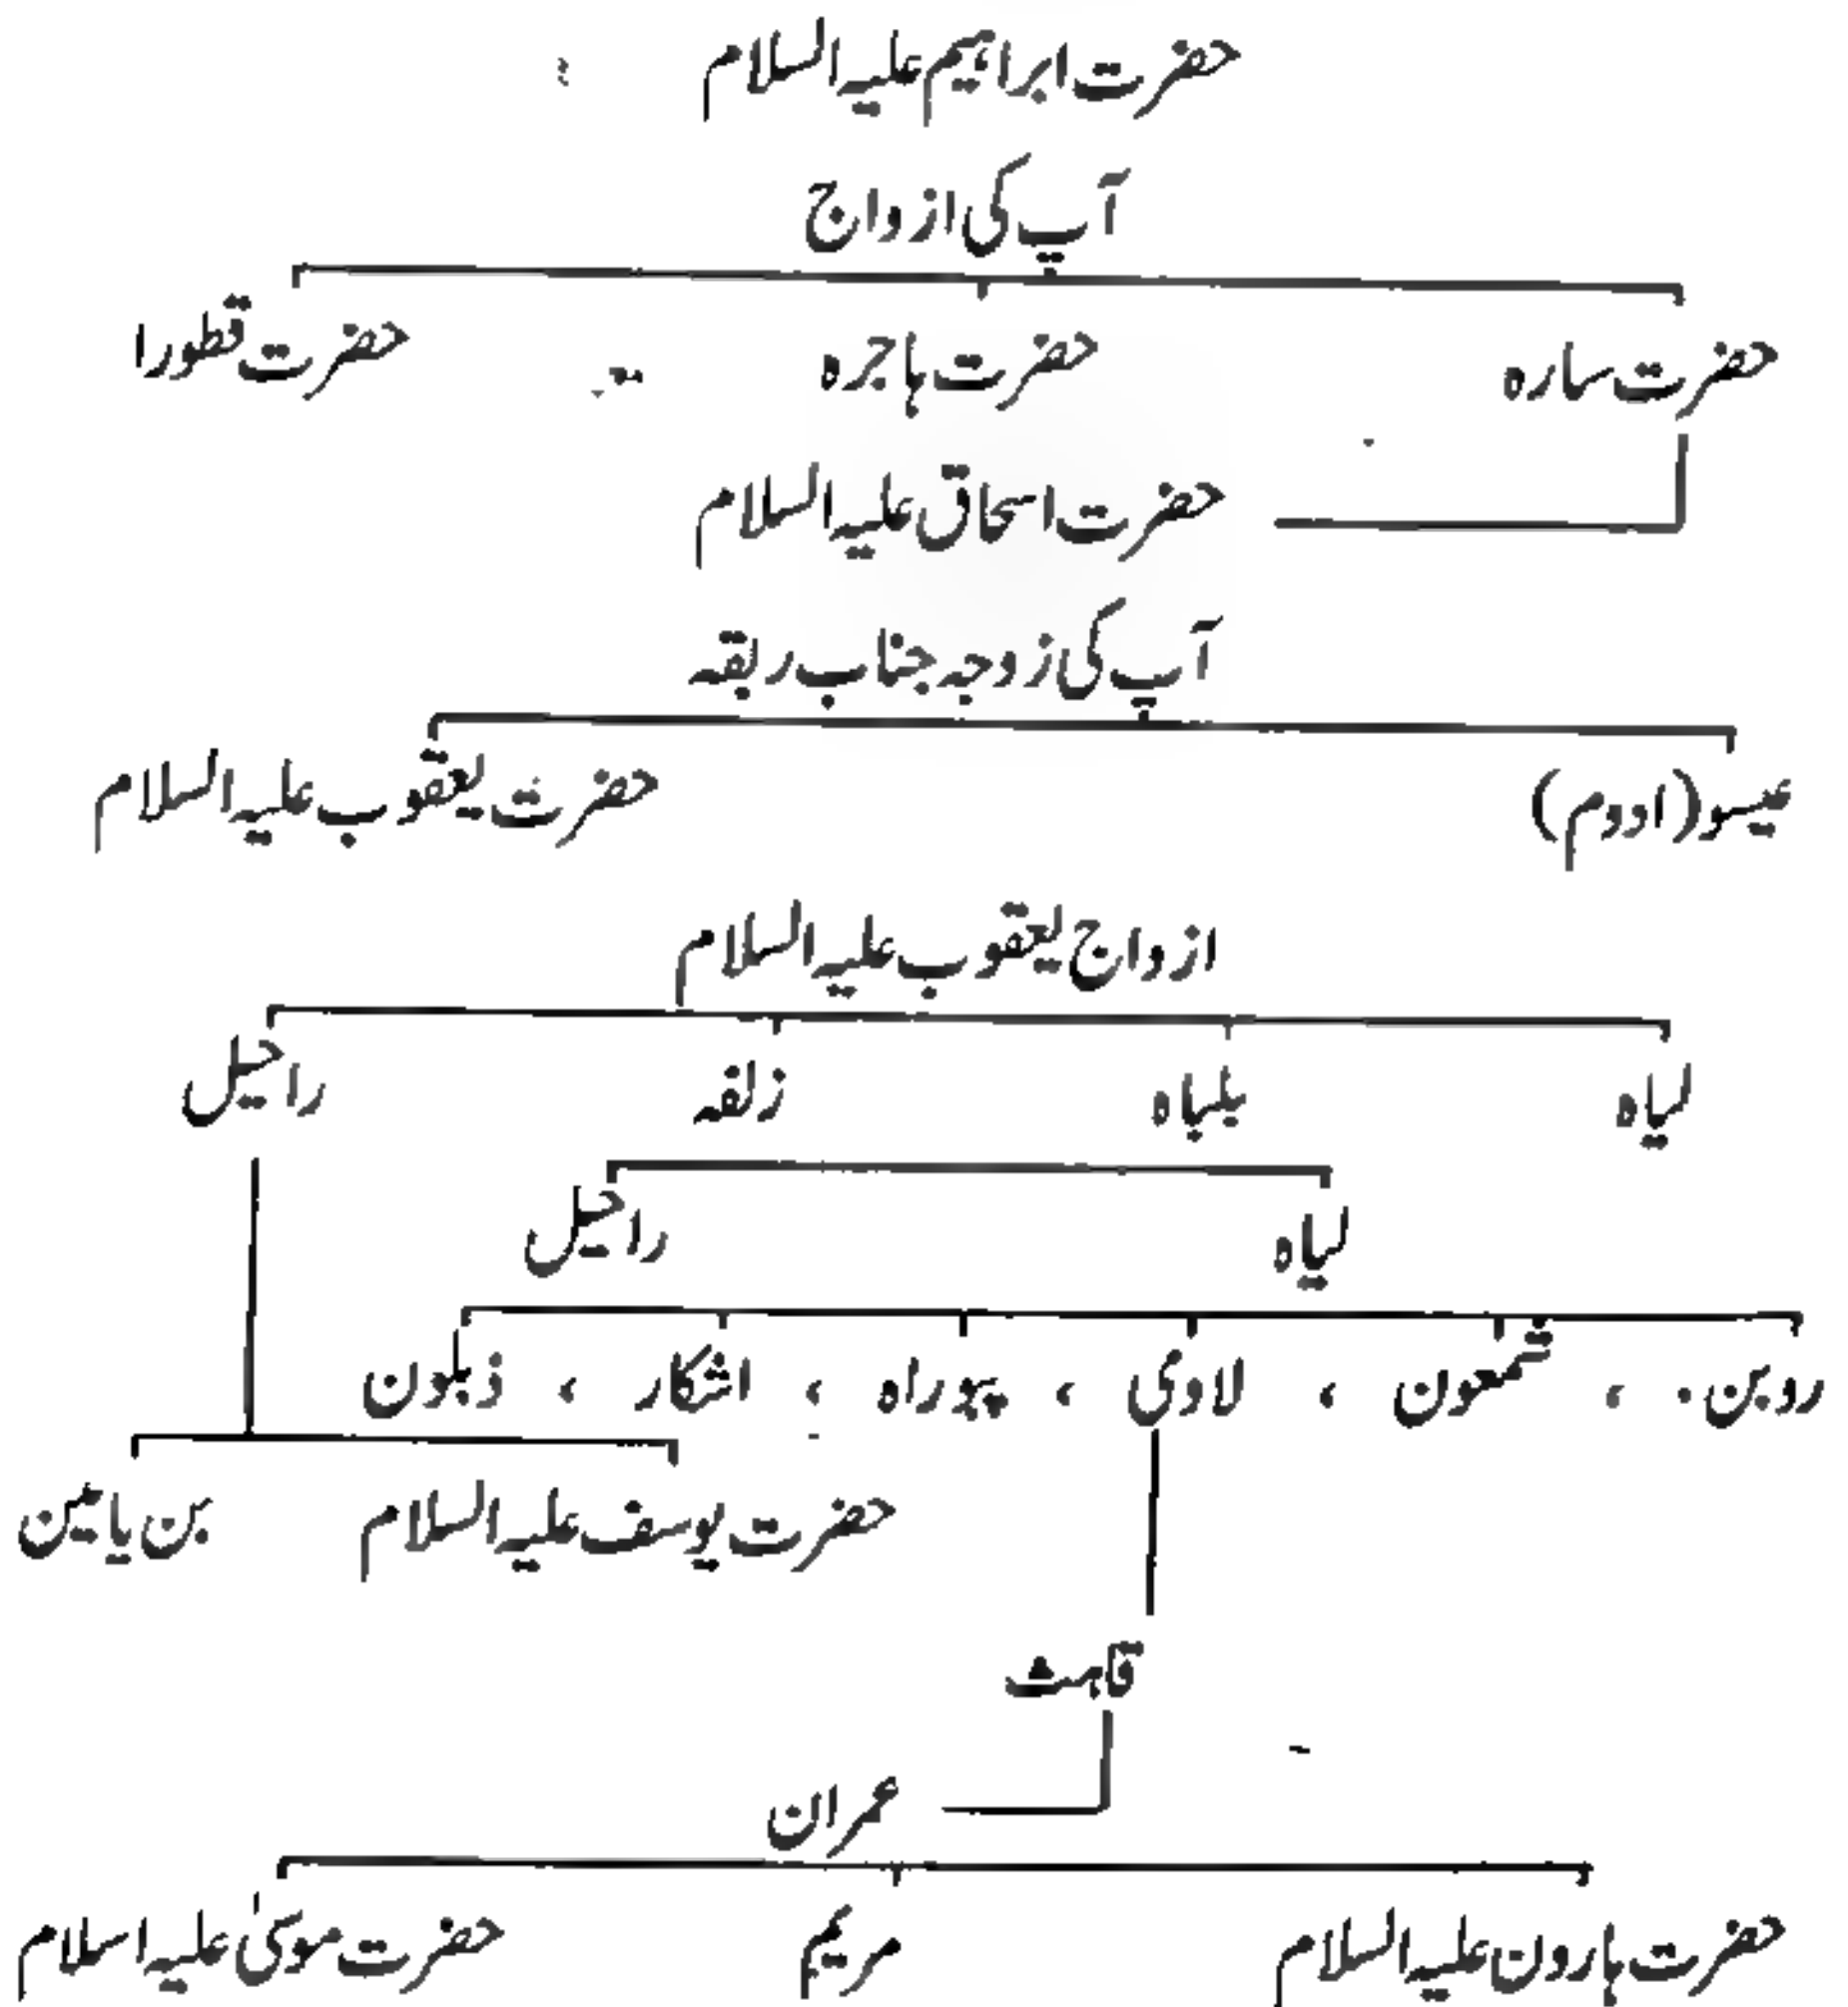 حضرت ابراہیم علیہ السلام
آپ کی ازواج
حضرت سارہ حضرت ہاجرہ حضرت قطورا
حضرت اسحاق علیہ السلام
آپ کی زوجہ جناب ربقہ
عیسو (ادوم) حضرت یعقوب علیہ السلام
ازواج یعقوب علیہ السلام
لیاہ بلہاہ زلفہ راحیل
لیاہ راحیل
روبن ، شمعون ، لاوی ، یہوراہ ، اشکار ، ذبلون
حضرت یوسف علیہ السلام بن یامین
قاہث
عمران
حضرت ہارون علیہ السلام مریم حضرت موسیٰ علیہ اسلام